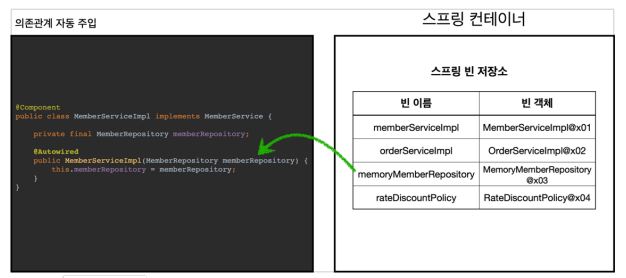 의존관계 자동 주입
스프링 컨테이너
@Component
public class MemberServiceImpl implements MemberService {
private final MemberRepository memberRepository;
@Autowired
public MemberServiceImpl(MemberRepository memberRepository) {
this.memberRepository = memberRepository;
}
}
스프링 빈 저장소
빈 이름 빈 객체
memberServiceImpl MemberServiceImpl@x01
orderServiceImpl OrderServiceImpl@x02
memoryMemberRepository MemoryMemberRepository
@x03
rateDiscountPolicy RateDiscountPolicy@x04